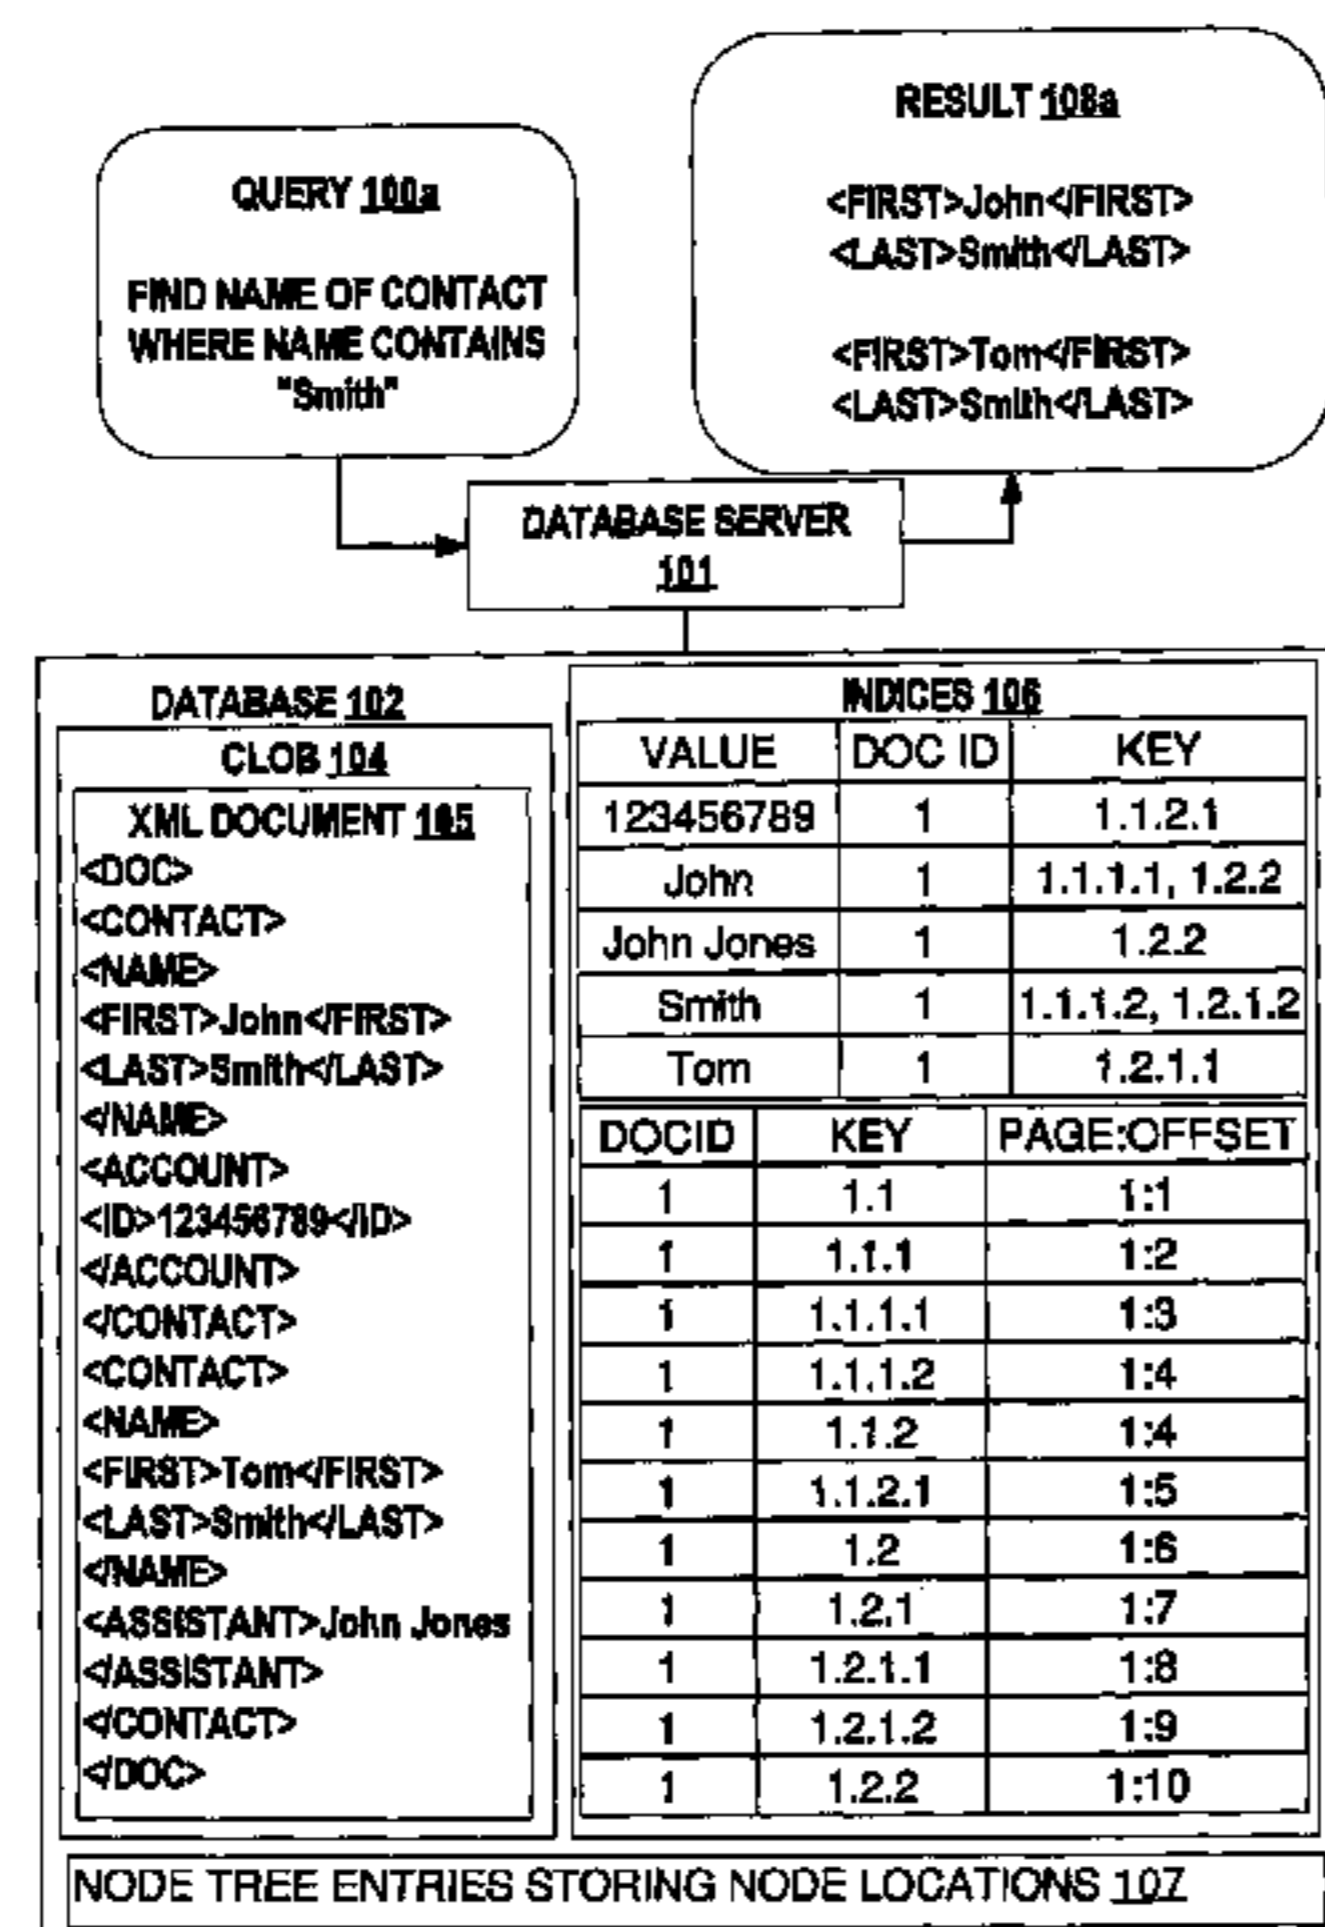 QUERY 100a
FIND NAME OF CONTACT
WHERE NAME CONTAINS
"Smith"
RESULT 108a
<FIRST>John</FIRST>
<LAST>Smith</LAST>
<FIRST>Tom</FIRST>
<LAST>Smith</LAST>
DATABASE SERVER
101
DATABASE 102
CLOB 104
XML DOCUMENT 105
<DOC>
<CONTACT>
<NAME>
<FIRST>John</FIRST>
<LAST>Smith</LAST>
</NAME>
<ACCOUNT>
<ID>123456789</ID>
</ACCOUNT>
</CONTACT>
<CONTACT>
<NAME>
<FIRST>Tom</FIRST>
<LAST>Smith</LAST>
</NAME>
<ASSISTANT>John Jones
</ASSISTANT>
</CONTACT>
</DOC>
INDICES 106
VALUE DOC ID KEY
123456789 1 1.1.2.1
John 1 1.1.1.1, 1.2.2
John Jones 1 1.2.2
Smith 1 1.1.1.2, 1.2.1.2
Tom 1 1.2.1.1
DOCID KEY PAGE:OFFSET
1 1.1 1:1
1 1.1.1 1:2
1 1.1.1.1 1:3
1 1.1.1.2 1:4
1 1.1.2 1:4
1 1.1.2.1 1:5
1 1.2 1:6
1 1.2.1 1:7
1 1.2.1.1 1:8
1 1.2.1.2 1:9
1 1.2.2 1:10
NODE TREE ENTRIES STORING NODE LOCATIONS 107